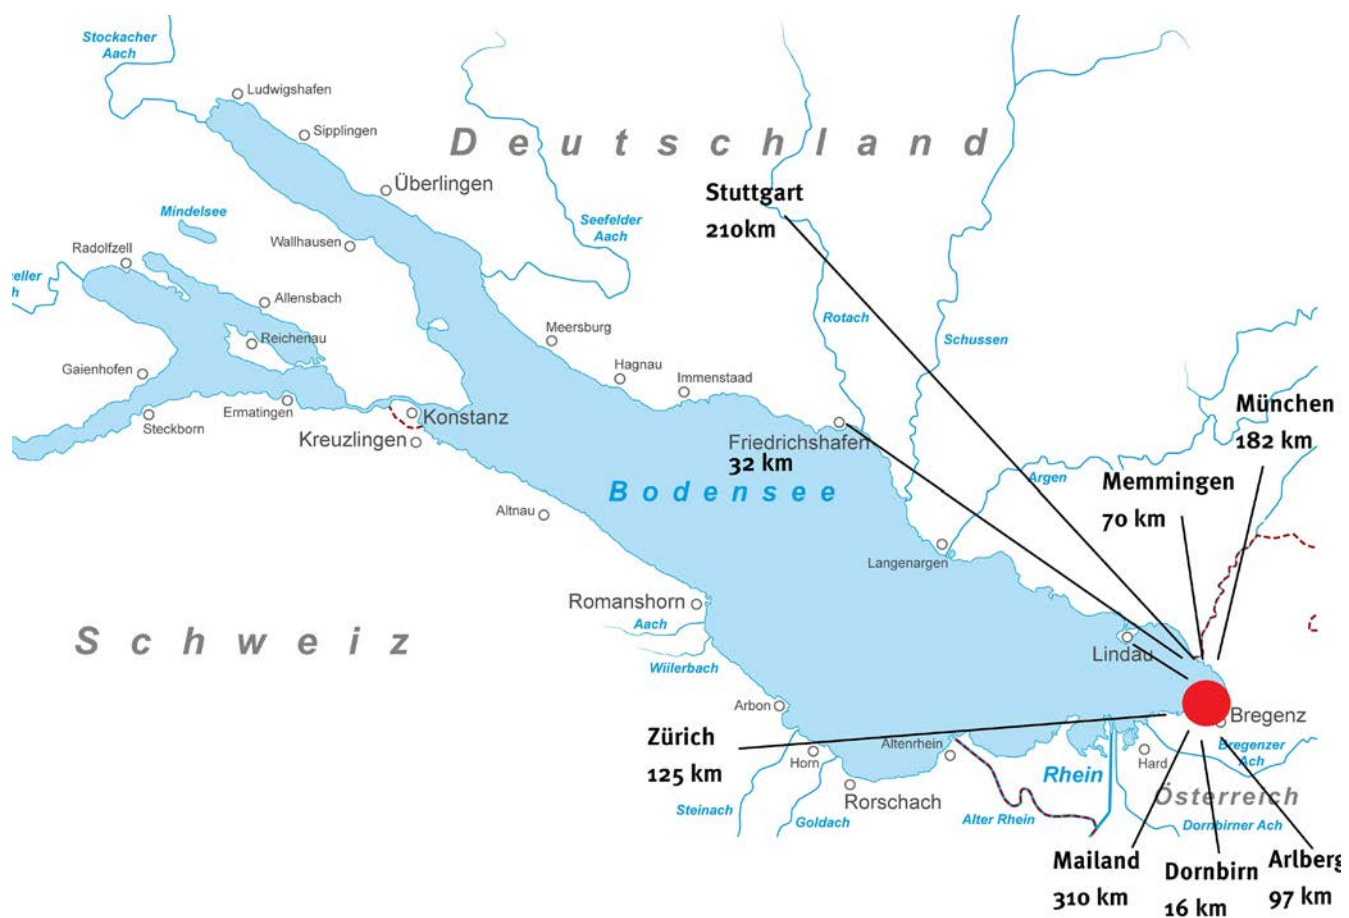 Stockacher
Aach
Ludwigshafen
Sipplingen
Deutschland
Überlingen
Stuttgart
210km
Mindelsee
Seefelder
Aach
Wallhausen
Radolfzell
zeller
h
Allensbach
Reichenau
Meersburg
Rotach
Schussen
Gaienhofen
Hagnau
Immenstaad
Ermatingen
Steckborn
Konstanz
Kreuzlingen
München
182 km
Friedrichshafen
32 km
Memmingen
70 km
Argen
Bodensee
Altnau
Langenargen
Romanshorn
Aach
Schweiz
Wiilerbach
Lindau
Arbon
Bregenz
Zürich
125 km
Horn
Altenrhein
Rhein
Hard
Bregenzer
Ach
Rorschach
Österreich
Steinach
Goldach
Alter Rhein
Dornbirner Ach
Mailand
310 km
Dornbirn
16 km
Arlberg
97 km